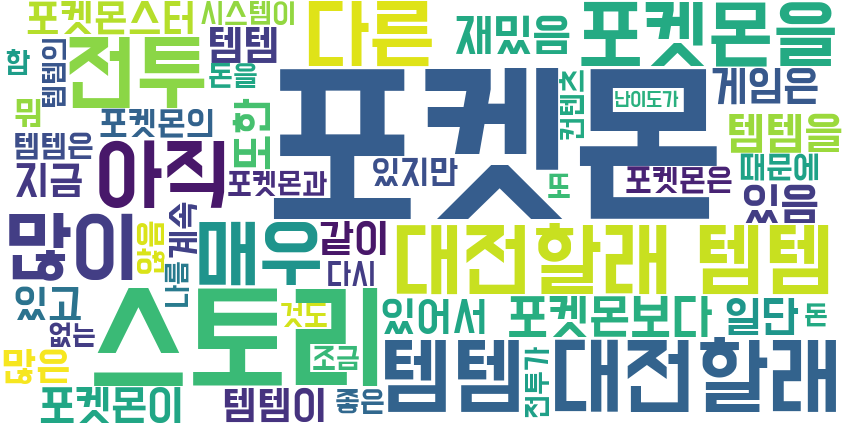 포켓몬스터
시스템이
다른
재밌음
포켓몬을
함
템템의
전투
템템
돈을
포켓몬
컨텐츠
난이도가
게임은
뭔
포켓몬의
또한
템템을
템템은
지금
아직
포켓몬과
있지만
또
포켓몬은
때문에
있음
많이
않음
계속
나름
매우
같이
다시
대전할래 템템
있고
없는
스토리
것도
있어서
포켓몬보다
일단
돈
많은
조금
템템
전투가
대전할래
포켓몬이
템템이
좋은